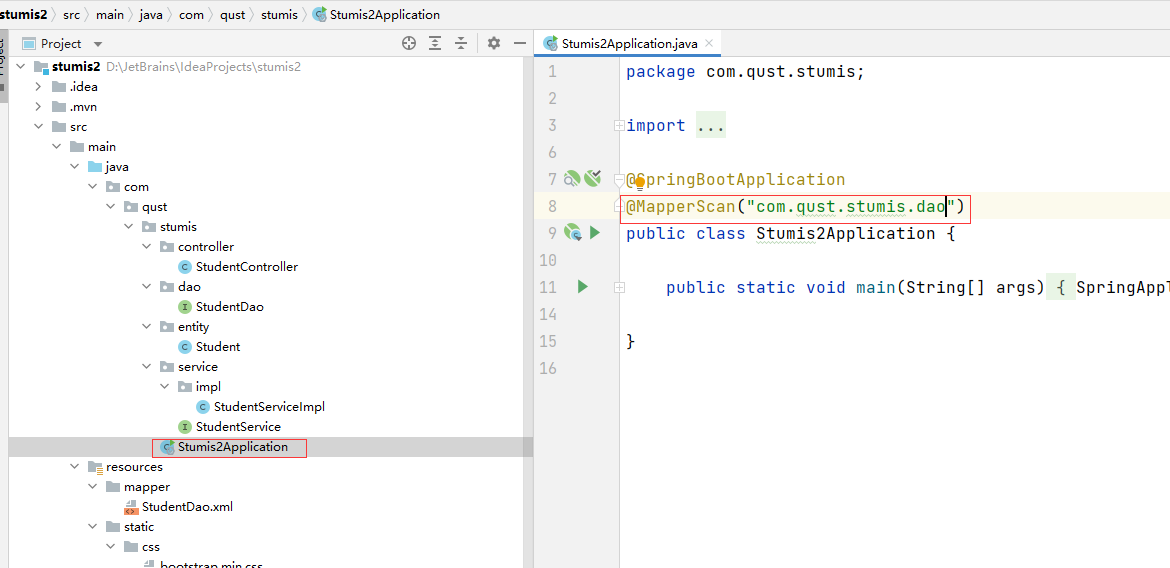 stumis2 〉 src 〉 main 〉 java 〉 com 〉 qust 〉 stumis 〉 Stumis2Application
Project
stumis2 D:\JetBrains\IdeaProjects\stumis2
.idea
.mvn
src
main
java
com
qust
stumis
controller
StudentController
dao
StudentDao
entity
Student
service
impl
StudentServiceImpl
StudentService
Stumis2Application
resources
mapper
StudentDao.xml
static
css
bootstrap.min.css
Stumis2Application.java
1 package com.qust.stumis;
2
3 import ...
6
7 @SpringBootApplication
8 @MapperScan("com.qust.stumis.dao")
9 public class Stumis2Application {
10
11 public static void main(String[] args) { SpringAppl
14
15 }
16